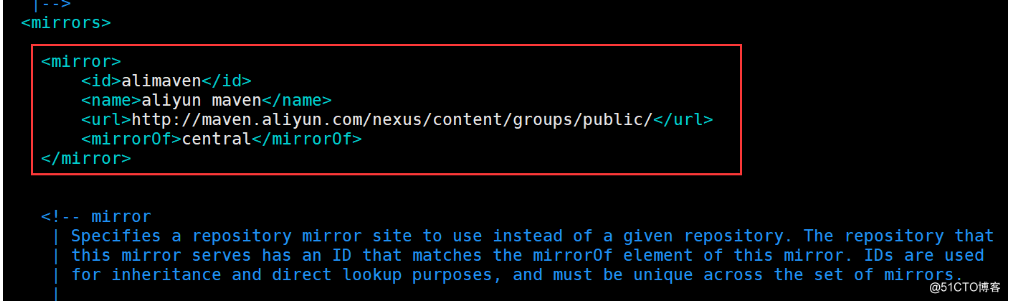 |-->
<mirrors>
<mirror>
<id>alimaven</id>
<name>aliyun maven</name>
<url>http://maven.aliyun.com/nexus/content/groups/public/</url>
<mirrorOf>central</mirrorOf>
</mirror>
<!-- mirror
| Specifies a repository mirror site to use instead of a given repository. The repository that
| this mirror serves has an ID that matches the mirrorOf element of this mirror. IDs are used
| for inheritance and direct lookup purposes, and must be unique across the set of mirrors.
|
@51CTO博客